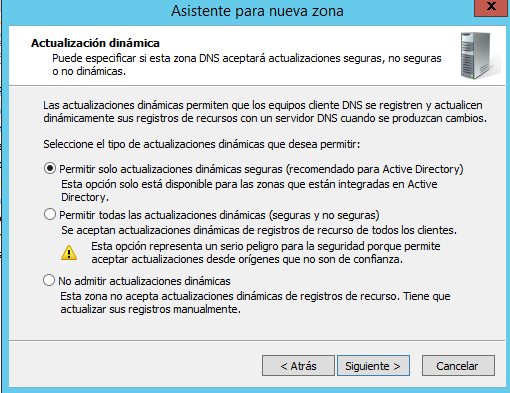 Asistente para nueva zona
x
Actualización dinámica
Puede especificar si esta zona DNS aceptará actualizaciones seguras, no seguras
o no dinámicas.
Las actualizaciones dinámicas permiten que los equipos cliente DNS se registren y actualicen
dinámicamente sus registros de recursos con un servidor DNS cuando se produzcan cambios.
Seleccione el tipo de actualizaciones dinámicas que desea permitir:
Permitir solo actualizaciones dinámicas seguras (recomendado para Active Directory)
Esta opción solo está disponible para las zonas que están integradas en Active
Directory.
Permitir todas las actualizaciones dinámicas (seguras y no seguras)
Se aceptan actualizaciones dinámicas de registros de recurso de todos los clientes.
Esta opción representa un serio peligro para la seguridad porque permite
aceptar actualizaciones desde orígenes que no son de confianza.
No admitir actualizaciones dinámicas
Esta zona no acepta actualizaciones dinámicas de registros de recurso. Tiene que
actualizar sus registros manualmente.
< Atrás
Siguiente >
Cancelar